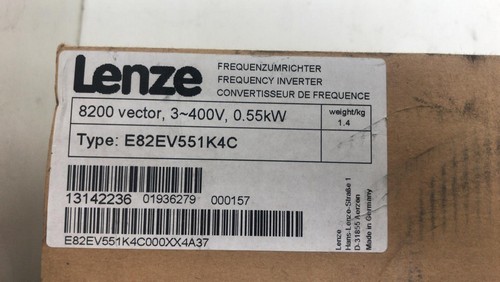 Lenze
FREQUENZUMRICHTER
FREQUENCY INVERTER
CONVERTISSEUR DE FREQUENCE
8200 vector, 3~400V, 0.55kW
weight/kg
1.4
Type: E82EV551K4C
13142236 01936279 000157
E82EV551K4C000XX4A37
Lenze
Hans-Lenze-Straße 1
D-31855 Aerzen
Made in Germany